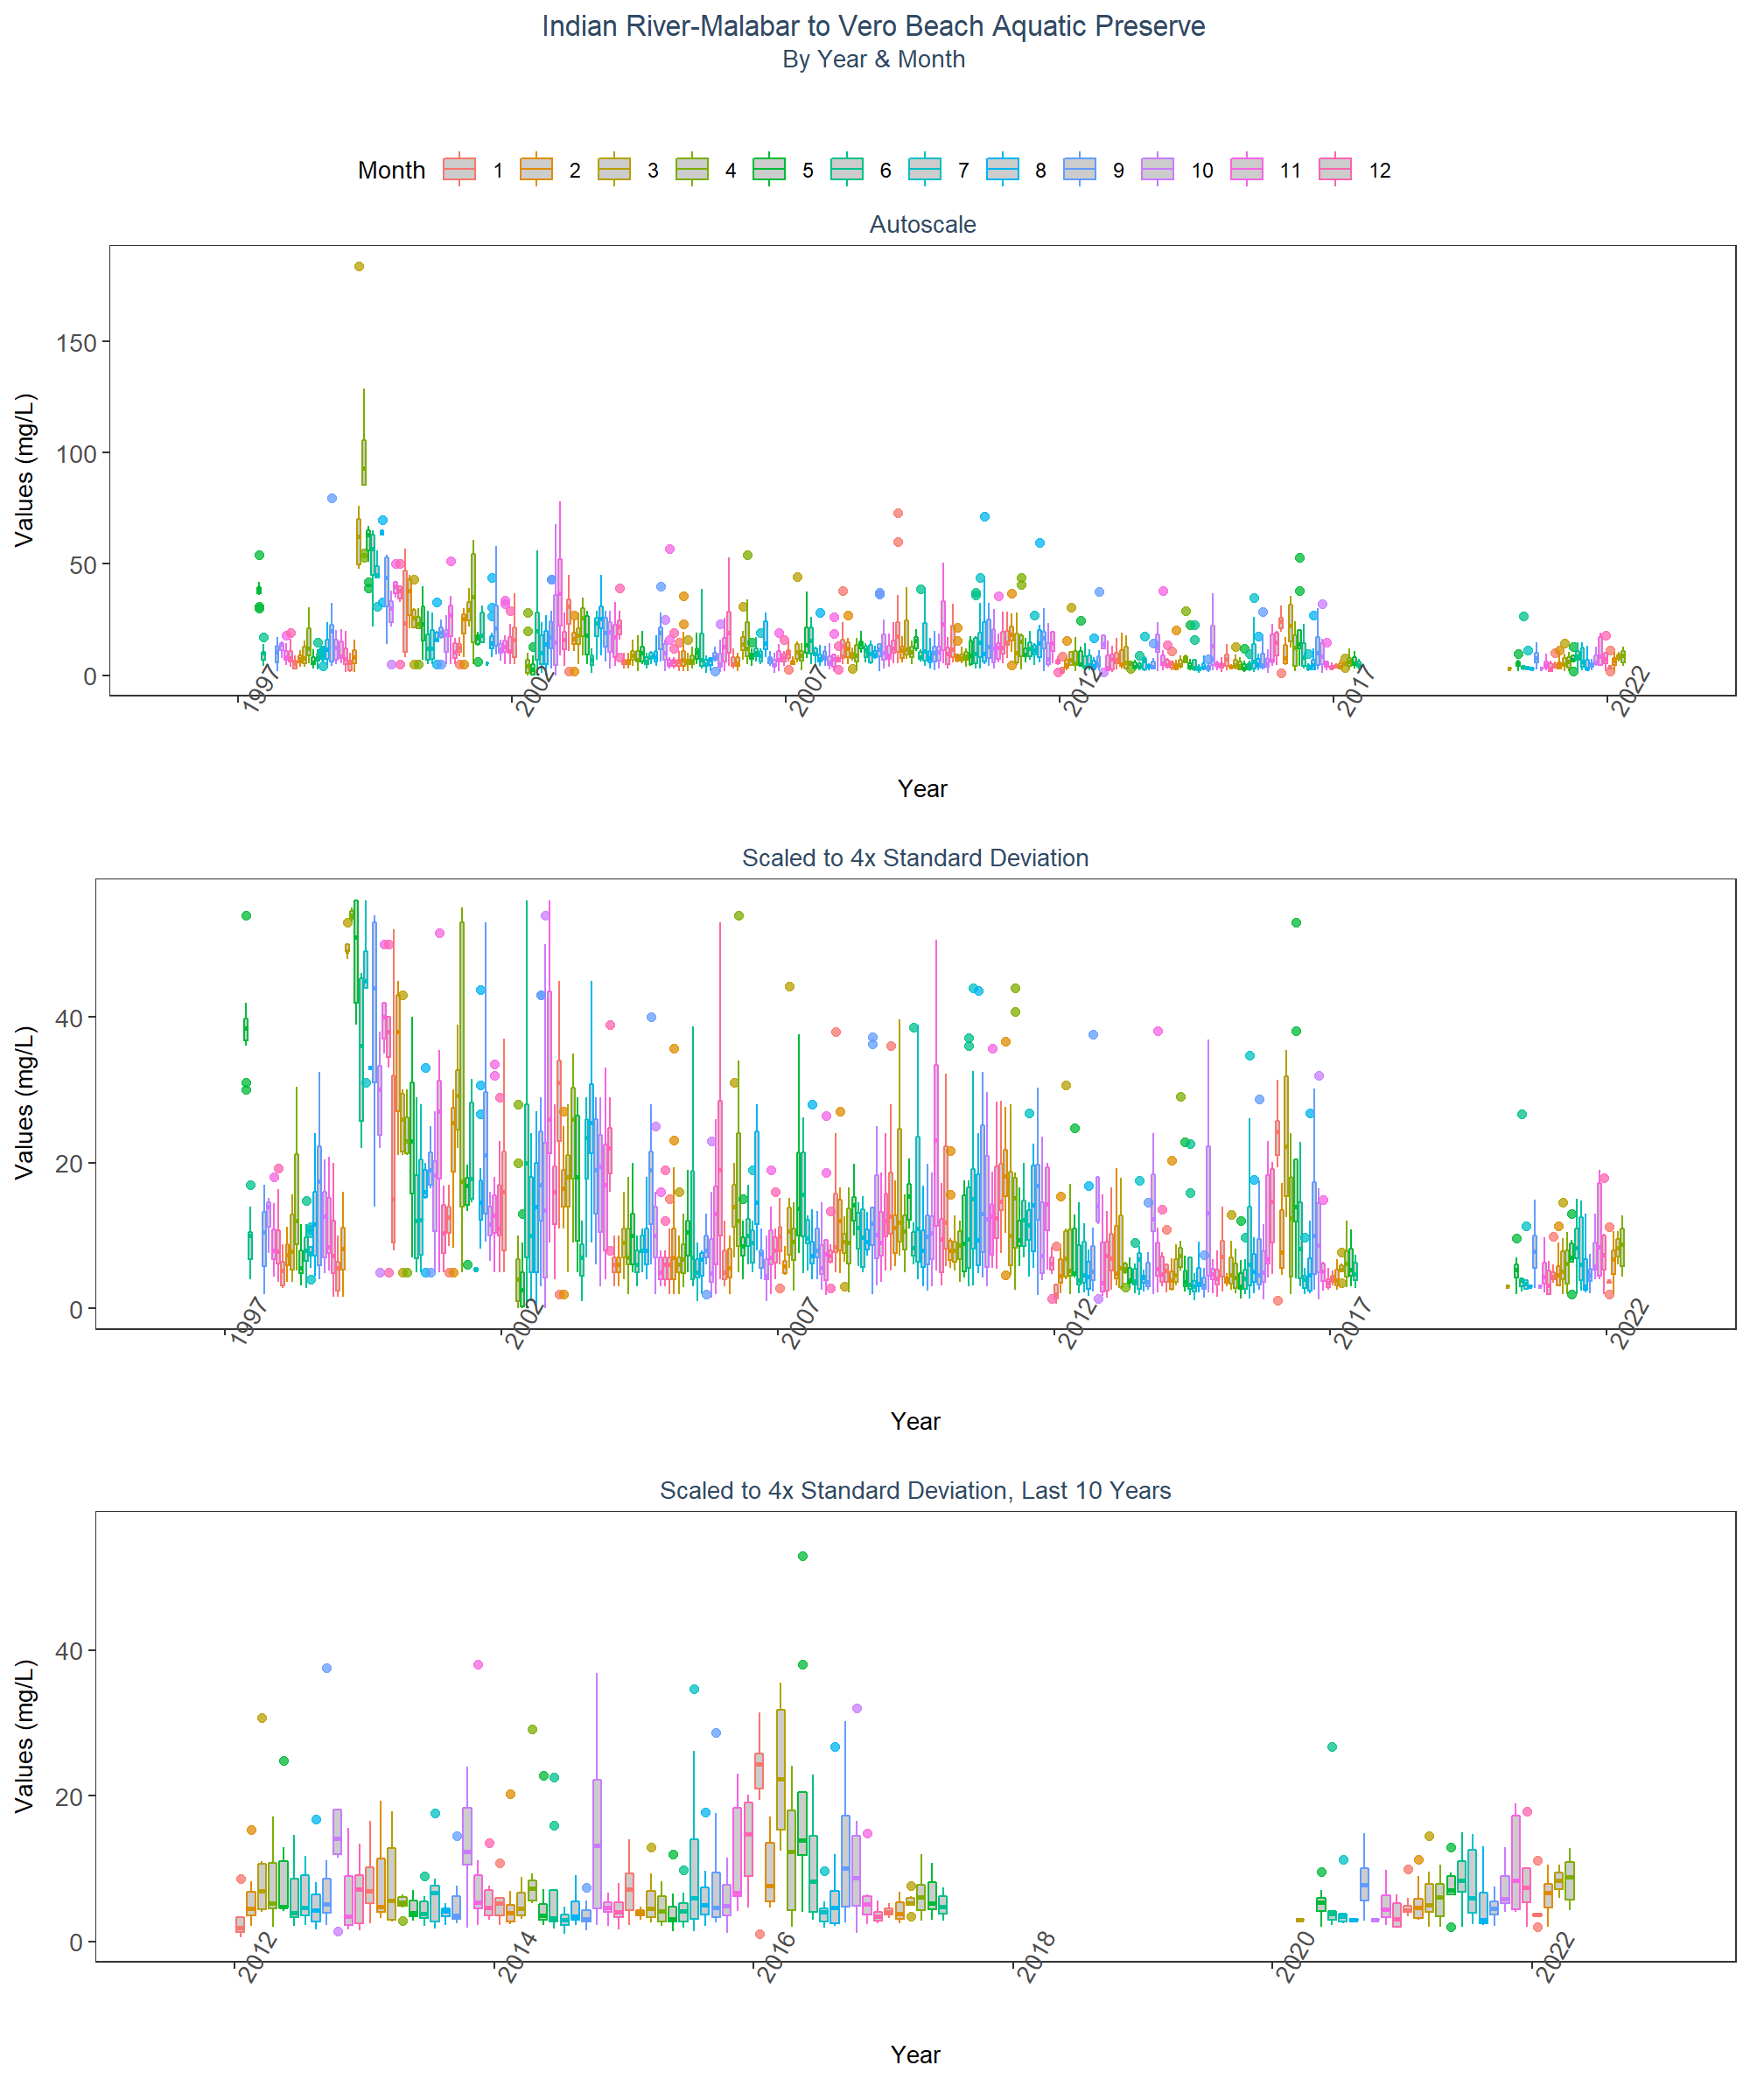 Indian River-Malabar to Vero Beach Aquatic Preserve
By Year & Month
Month 1 2 3 4 5 6 7 8 9 10 11 12
Autoscale
Values (mg/L)
150
100
50
0
1997 2002 2007 2012 2017 2022
Year
Scaled to 4x Standard Deviation
Values (mg/L)
40
20
0
1997 2002 2007 2012 2017 2022
Year
Scaled to 4x Standard Deviation, Last 10 Years
Values (mg/L)
40
20
0
2012 2014 2016 2018 2020 2022
Year